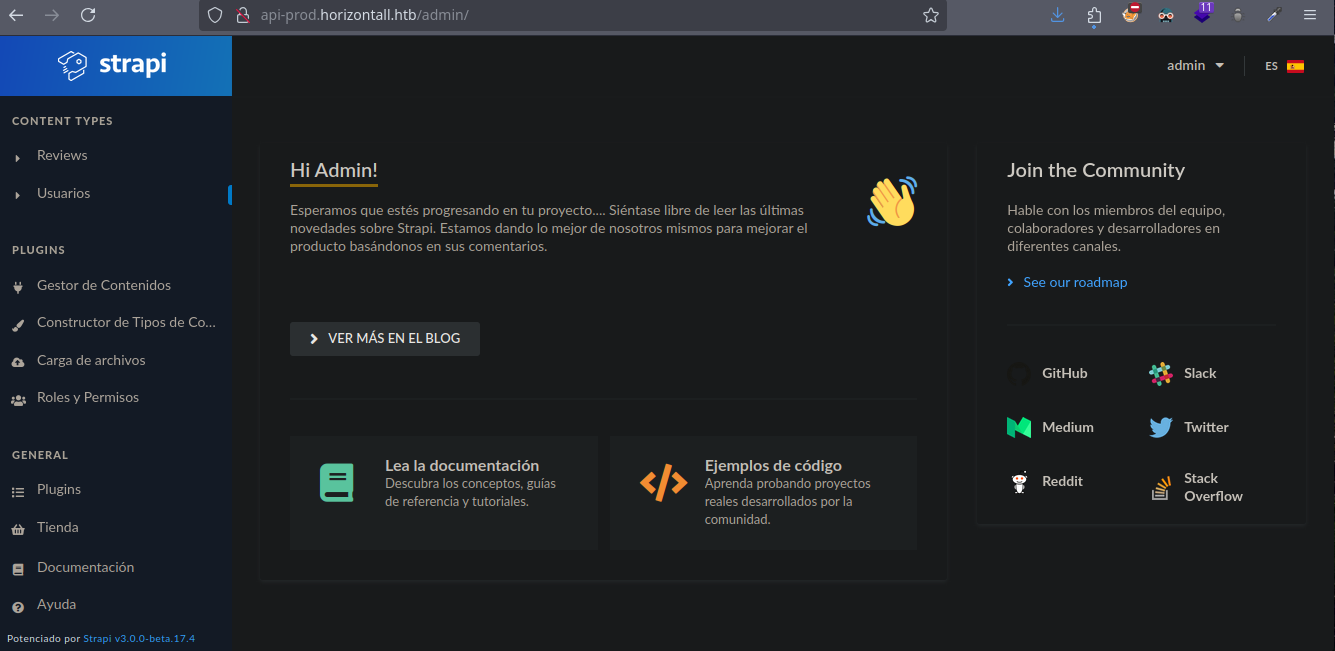 api-prod.horizontall.htb/admin/
11
strapi
admin
ES
CONTENT TYPES
Reviews
Usuarios
PLUGINS
Gestor de Contenidos
Constructor de Tipos de Co...
Carga de archivos
Roles y Permisos
GENERAL
Plugins
Tienda
Documentación
Ayuda
Potenciado por Strapi v3.0.0-beta.17.4
Hi Admin!
Esperamos que estés progresando en tu proyecto.... Siéntase libre de leer las últimas
novedades sobre Strapi. Estamos dando lo mejor de nosotros mismos para mejorar el
producto basándonos en sus comentarios.
VER MÁS EN EL BLOG
Lea la documentación
Descubra los conceptos, guías
de referencia y tutoriales.
Ejemplos de código
Aprenda probando proyectos
reales desarrollados por la
comunidad.
Join the Community
Hable con los miembros del equipo,
colaboradores y desarrolladores en
diferentes canales.
See our roadmap
GitHub
Slack
Medium
Twitter
Reddit
Stack
Overflow